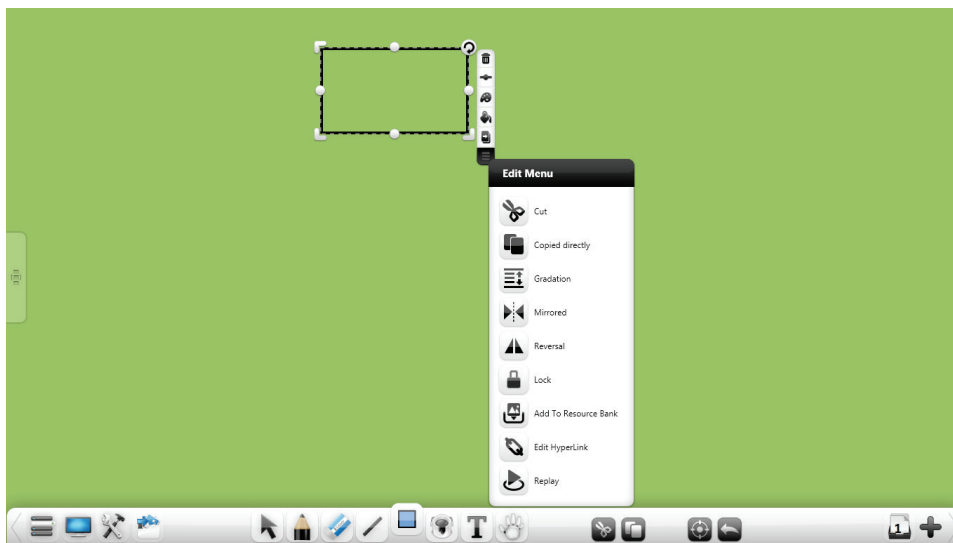 Edit Menu
Cut
Copied directly
Gradation
Mirrored
Reversal
Lock
Add To Resource Bank
Edit HyperLink
Replay
T
1